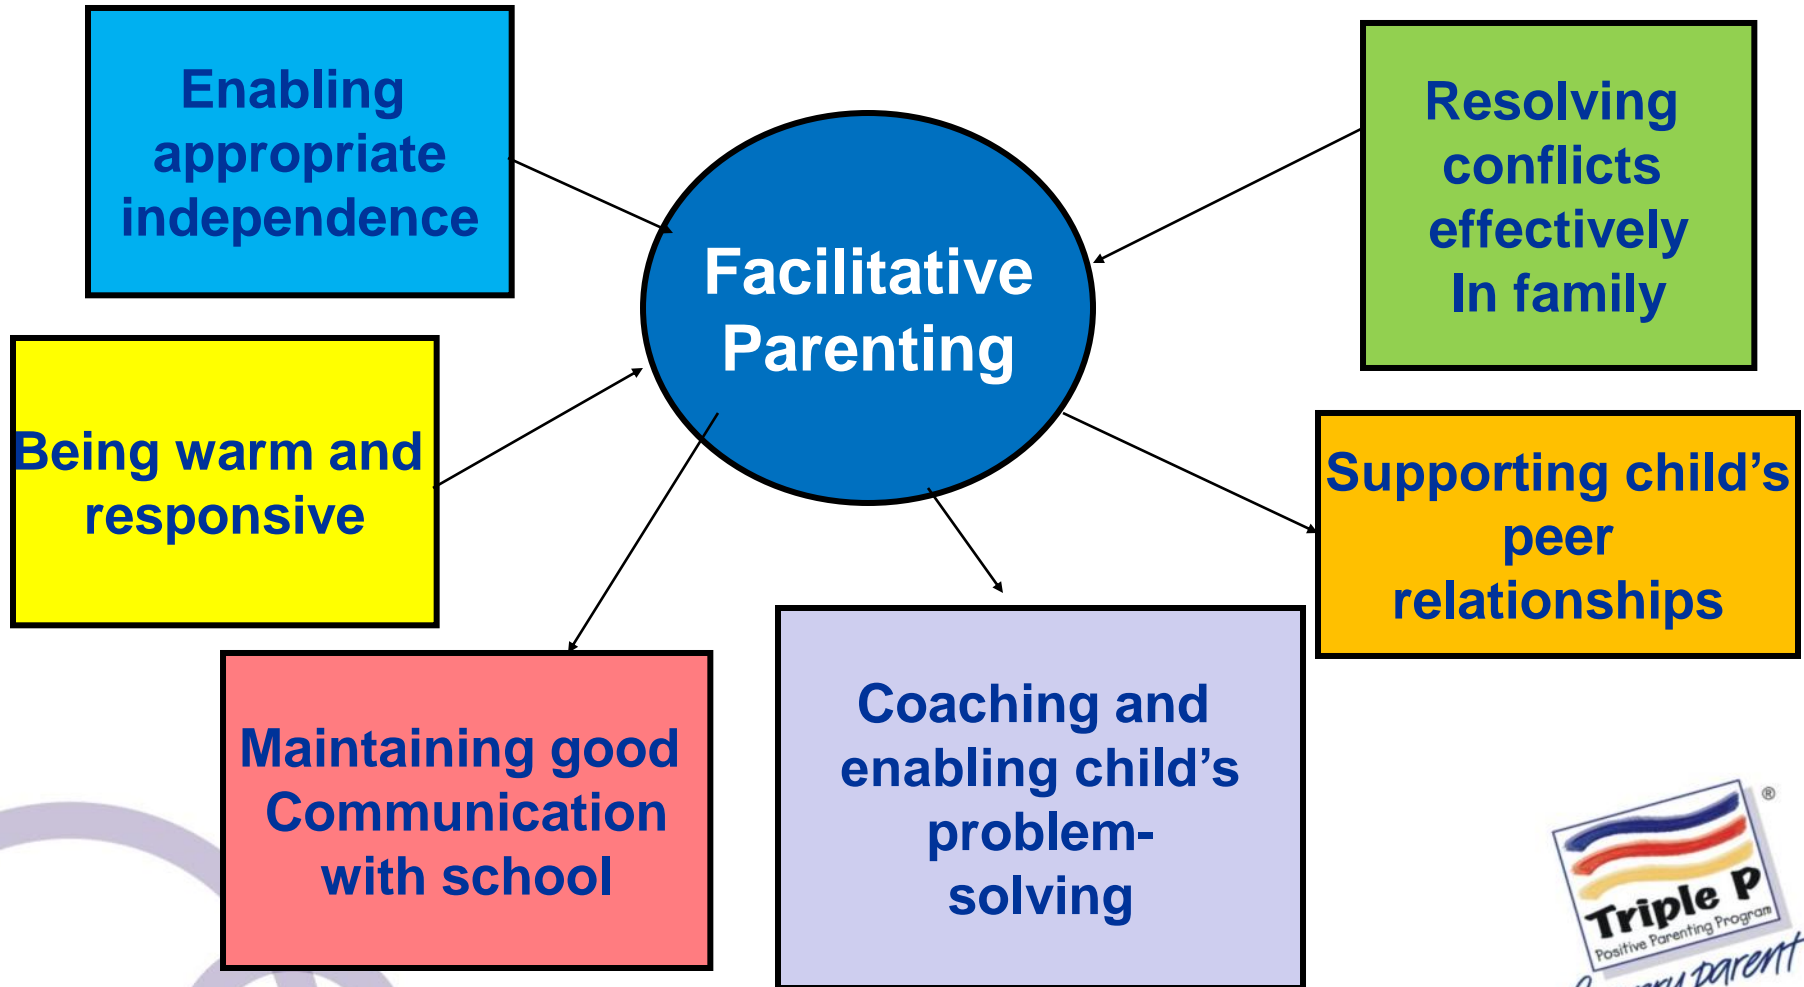 Enabling
appropriate
independence
Facilitative
Parenting
Resolving
conflicts
effectively
In family
Being warm and
responsive
Supporting child’s
peer
relationships
Maintaining good
Communication
with school
Coaching and
enabling child’s
problem-
solving
®
Triple P
Positive Parenting Program
parent